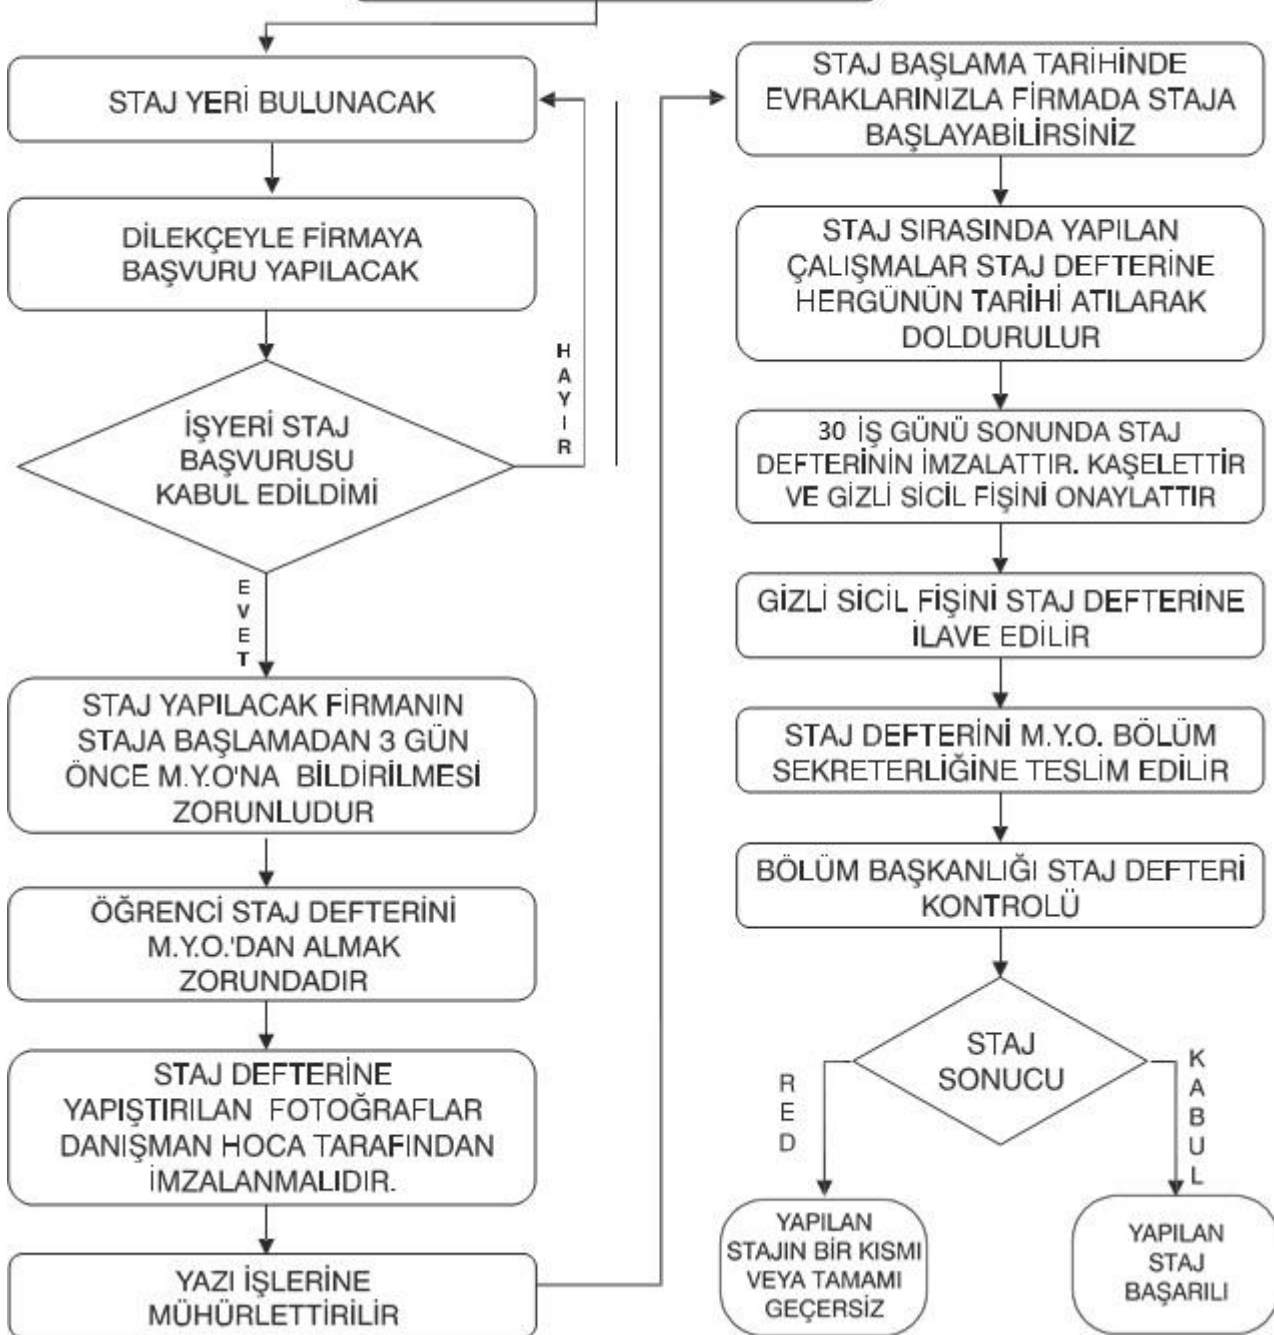 STAJ YERİ BULUNACAK
DİLEKÇEYLE FİRMAYA
BAŞVURU YAPILACAK
İŞYERİ STAJ
BAŞVURUSU
KABUL EDİLDİMİ
HAYIR
EVET
STAJ YAPILACAK FİRMANIN
STAJA BAŞLAMADAN 3 GÜN
ÖNCE M.Y.O'NA BİLDİRİLMESİ
ZORUNLUDUR
ÖĞRENCİ STAJ DEFTERİNİ
M.Y.O.'DAN ALMAK
ZORUNDADIR
STAJ DEFTERİNE
YAPIŞTIRILAN FOTOĞRAFLAR
DANIŞMAN HOCA TARAFINDAN
İMZALANMALIDIR.
YAZI İŞLERİNE
MÜHÜRLETTİRİLİR
STAJ BAŞLAMA TARİHİNDE
EVRAKLARINIZLA FİRMADA STAJA
BAŞLAYABİLİRSİNİZ
STAJ SIRASINDA YAPILAN
ÇALIŞMALAR STAJ DEFTERİNE
HERGÜNÜN TARİHİ ATILARAK
DOLDURULUR
30 İŞ GÜNÜ SONUNDA STAJ
DEFTERİNİN İMZALATTIR. KAŞELETTİR
VE GİZLİ SİCİL FİŞİNİ ONAYLATTIR
GİZLİ SİCİL FİŞİNİ STAJ DEFTERİNE
İLAVE EDİLİR
STAJ DEFTERİNİ M.Y.O. BÖLÜM
SEKRETERLİĞİNE TESLİM EDİLİR
BÖLÜM BAŞKANLIĞI STAJ DEFTERİ
KONTROLÜ
STAJ
SONUCU
RED
KABUL
YAPILAN
STAJIN BİR KISMI
VEYA TAMAMI
GEÇERSİZ
YAPILAN
STAJ
BAŞARILI